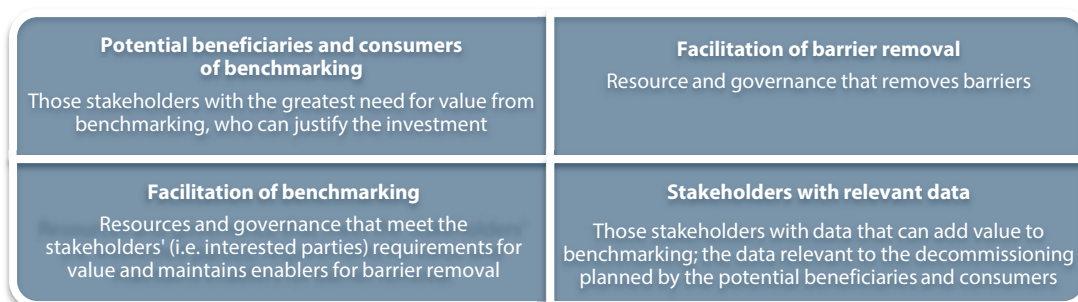 Potential beneficiaries and consumers
of benchmarking
Those stakeholders with the greatest need for value from
benchmarking, who can justify the investment
Facilitation of barrier removal
Resource and governance that removes barriers
Facilitation of benchmarking
Resources and governance that meet the
stakeholders' (i.e. interested parties) requirements for
value and maintains enablers for barrier removal
Stakeholders with relevant data
Those stakeholders with data that can add value to
benchmarking; the data relevant to the decommissioning
planned by the potential beneficiaries and consumers